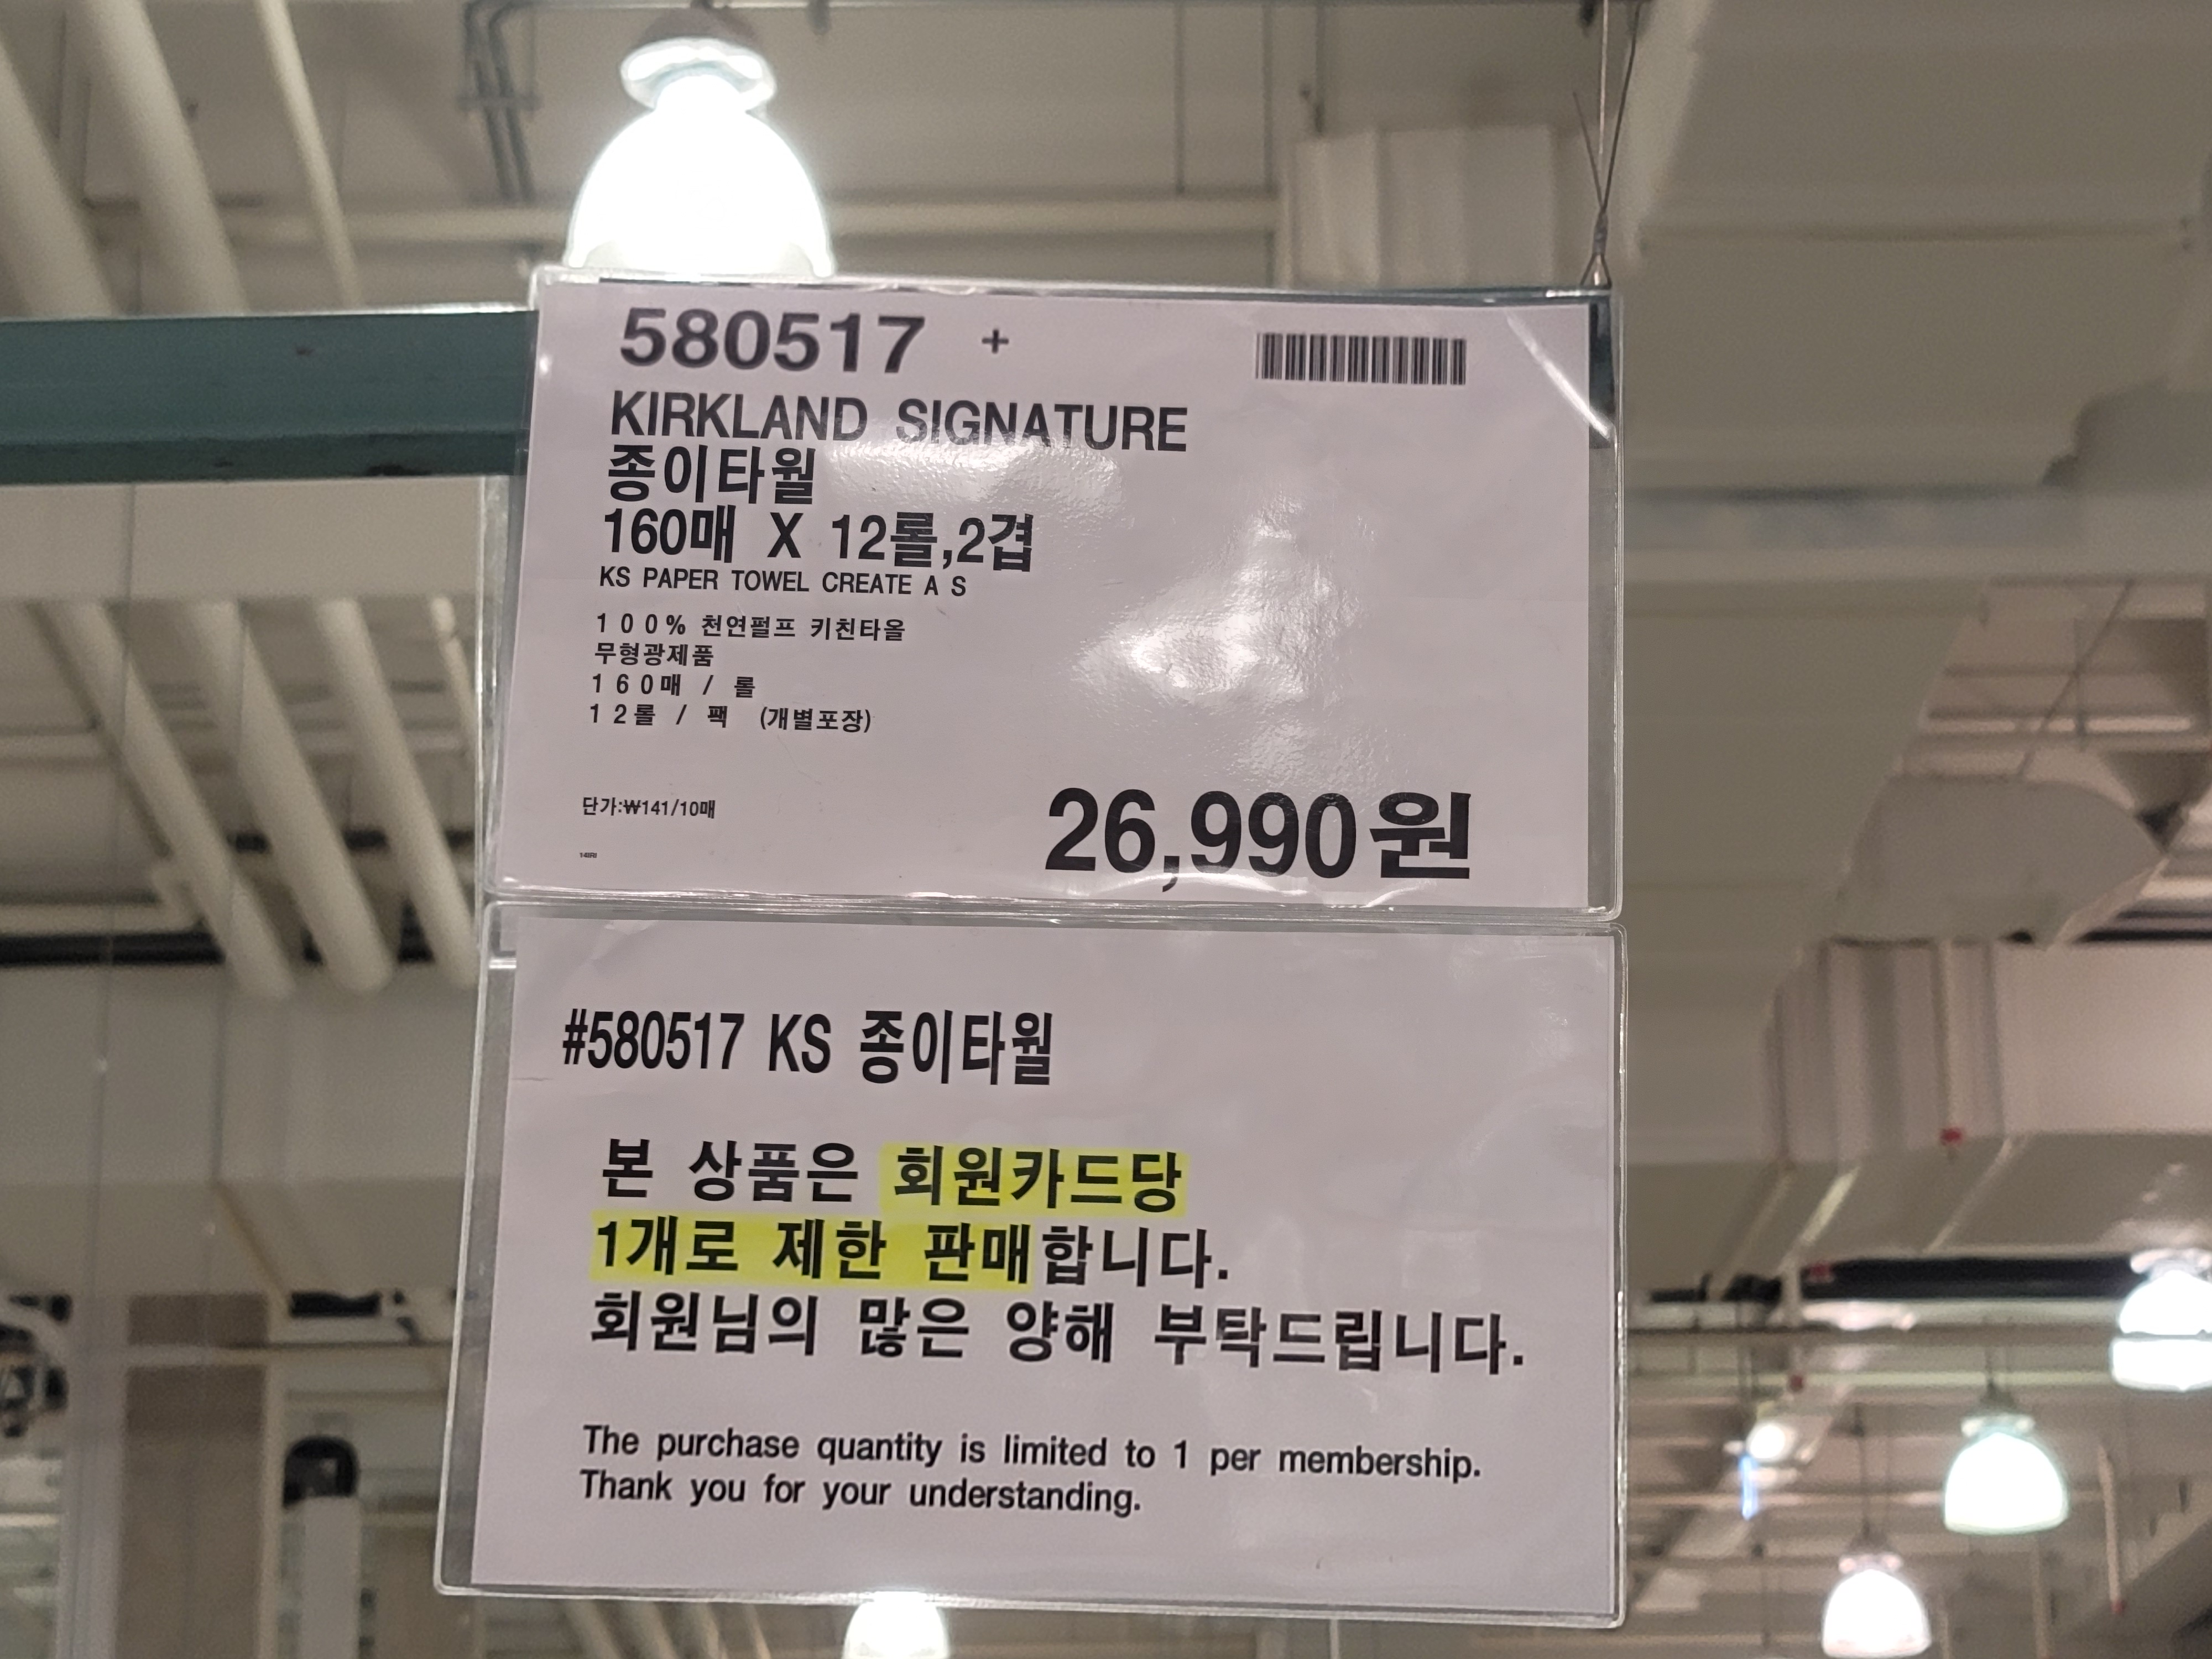 580517 +
KIRKLAND SIGNATURE
종이타월
160매 X 12롤,2겹
KS PAPER TOWEL CREATE A S
100% 천연펄프 키친타올
무형광제품
160매 / 롤
12롤 / 팩 (개별포장)
단가:₩141/10매
26,990원
#580517 KS 종이타월
본 상품은 회원카드당
1개로 제한 판매합니다.
회원님의 많은 양해 부탁드립니다.
The purchase quantity is limited to 1 per membership.
Thank you for your understanding.